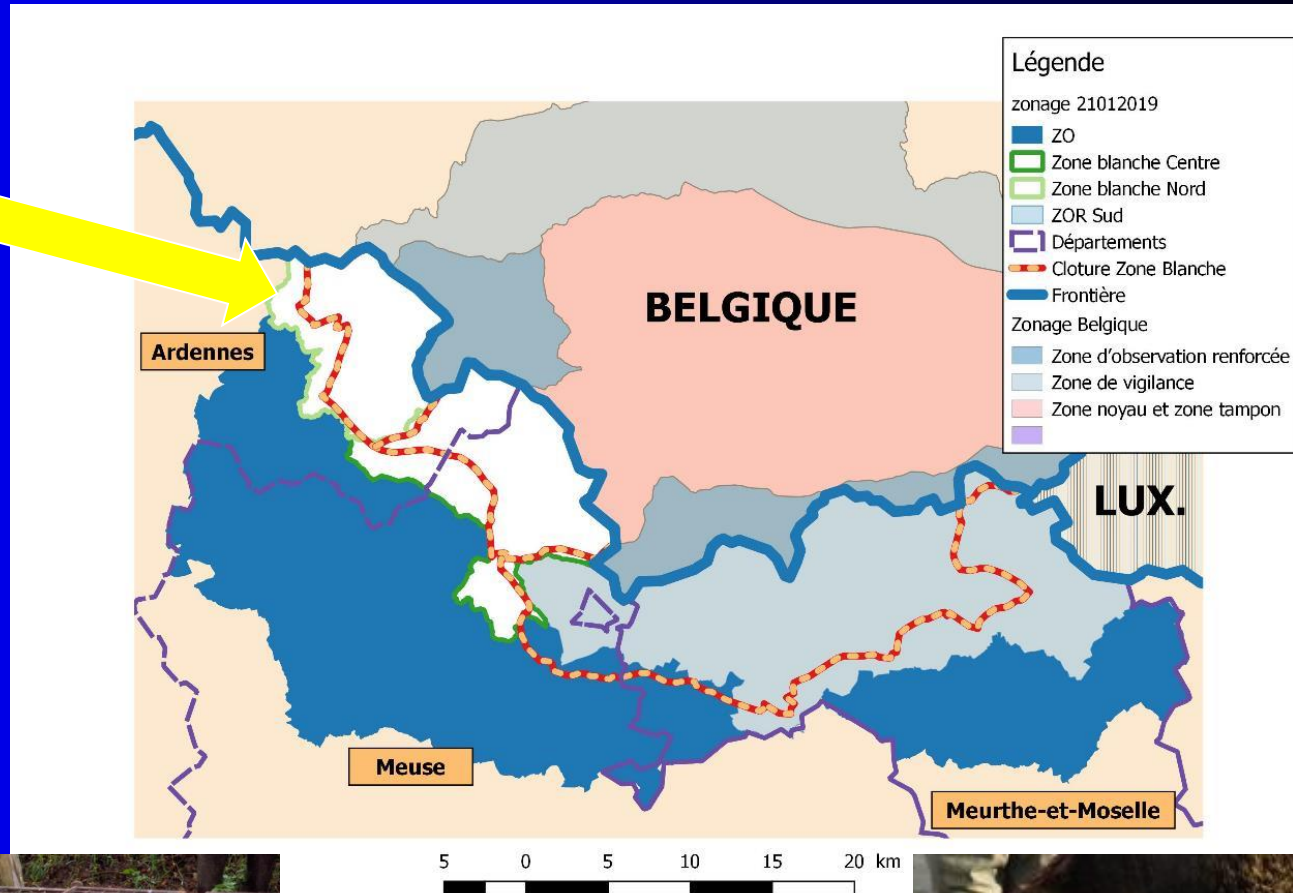 Légende
zonage 21012019
ZO
Zone blanche Centre
Zone blanche Nord
ZOR Sud
Départements
Cloture Zone Blanche
Frontière
Zonage Belgique
Zone d'observation renforcée
Zone de vigilance
Zone noyau et zone tampon
BELGIQUE
Ardennes
LUX.
Meuse
Meurthe-et-Moselle
5 0 5 10 15 20 km